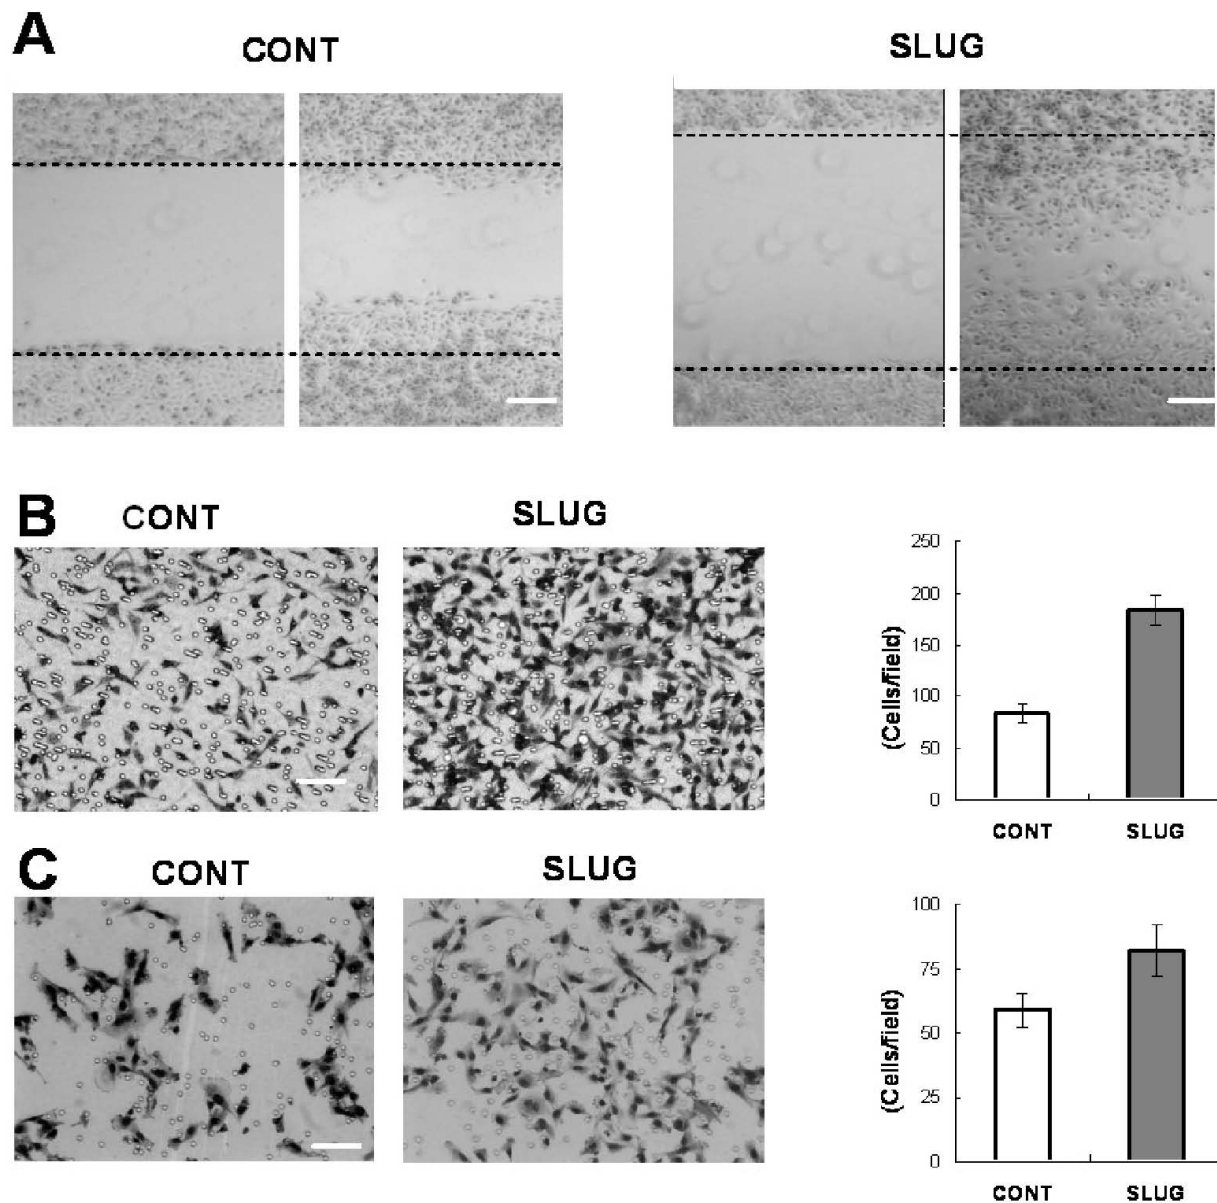 A
CONT
SLUG
B
CONT
SLUG
250
200
150
100
50
0
(Cells/field)
CONT
SLUG
C
CONT
SLUG
100
75
50
25
0
(Cells/field)
CONT
SLUG